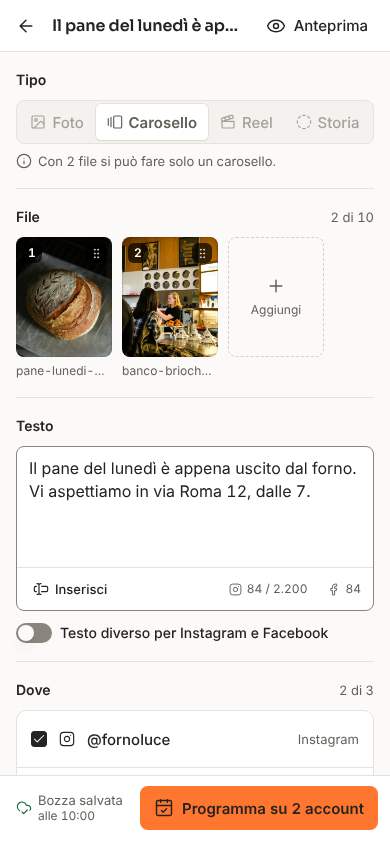 Il pane del lunedì è ap...
Anteprima
Tipo
Foto
Carosello
Reel
Storia
Con 2 file si può fare solo un carosello.
File
2 di 10
1
2
Aggiungi
pane-lunedi-...
banco-brioch...
Testo
Il pane del lunedì è appena uscito dal forno.
Vi aspettiamo in via Roma 12, dalle 7.
Inserisci
84 / 2.200
84
Testo diverso per Instagram e Facebook
Dove
2 di 3
@fornoluce
Instagram
Bozza salvata
alle 10:00
Programma su 2 account